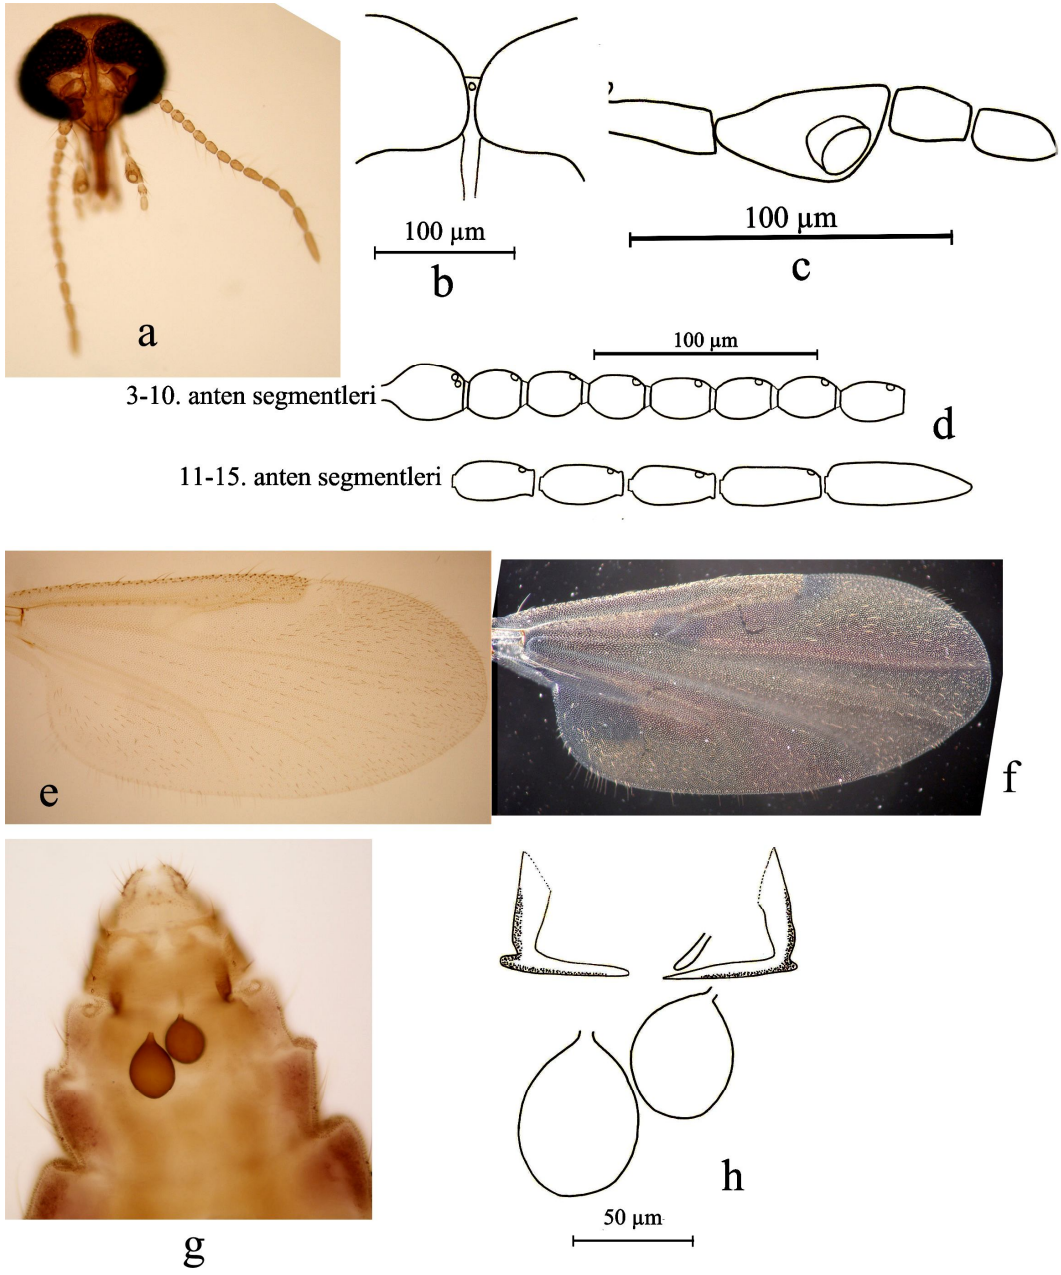 a
100 μm
b
100 μm
c
100 μm
3-10. anten segmentleri
d
11-15. anten segmentleri
e
f
g
h
50 μm